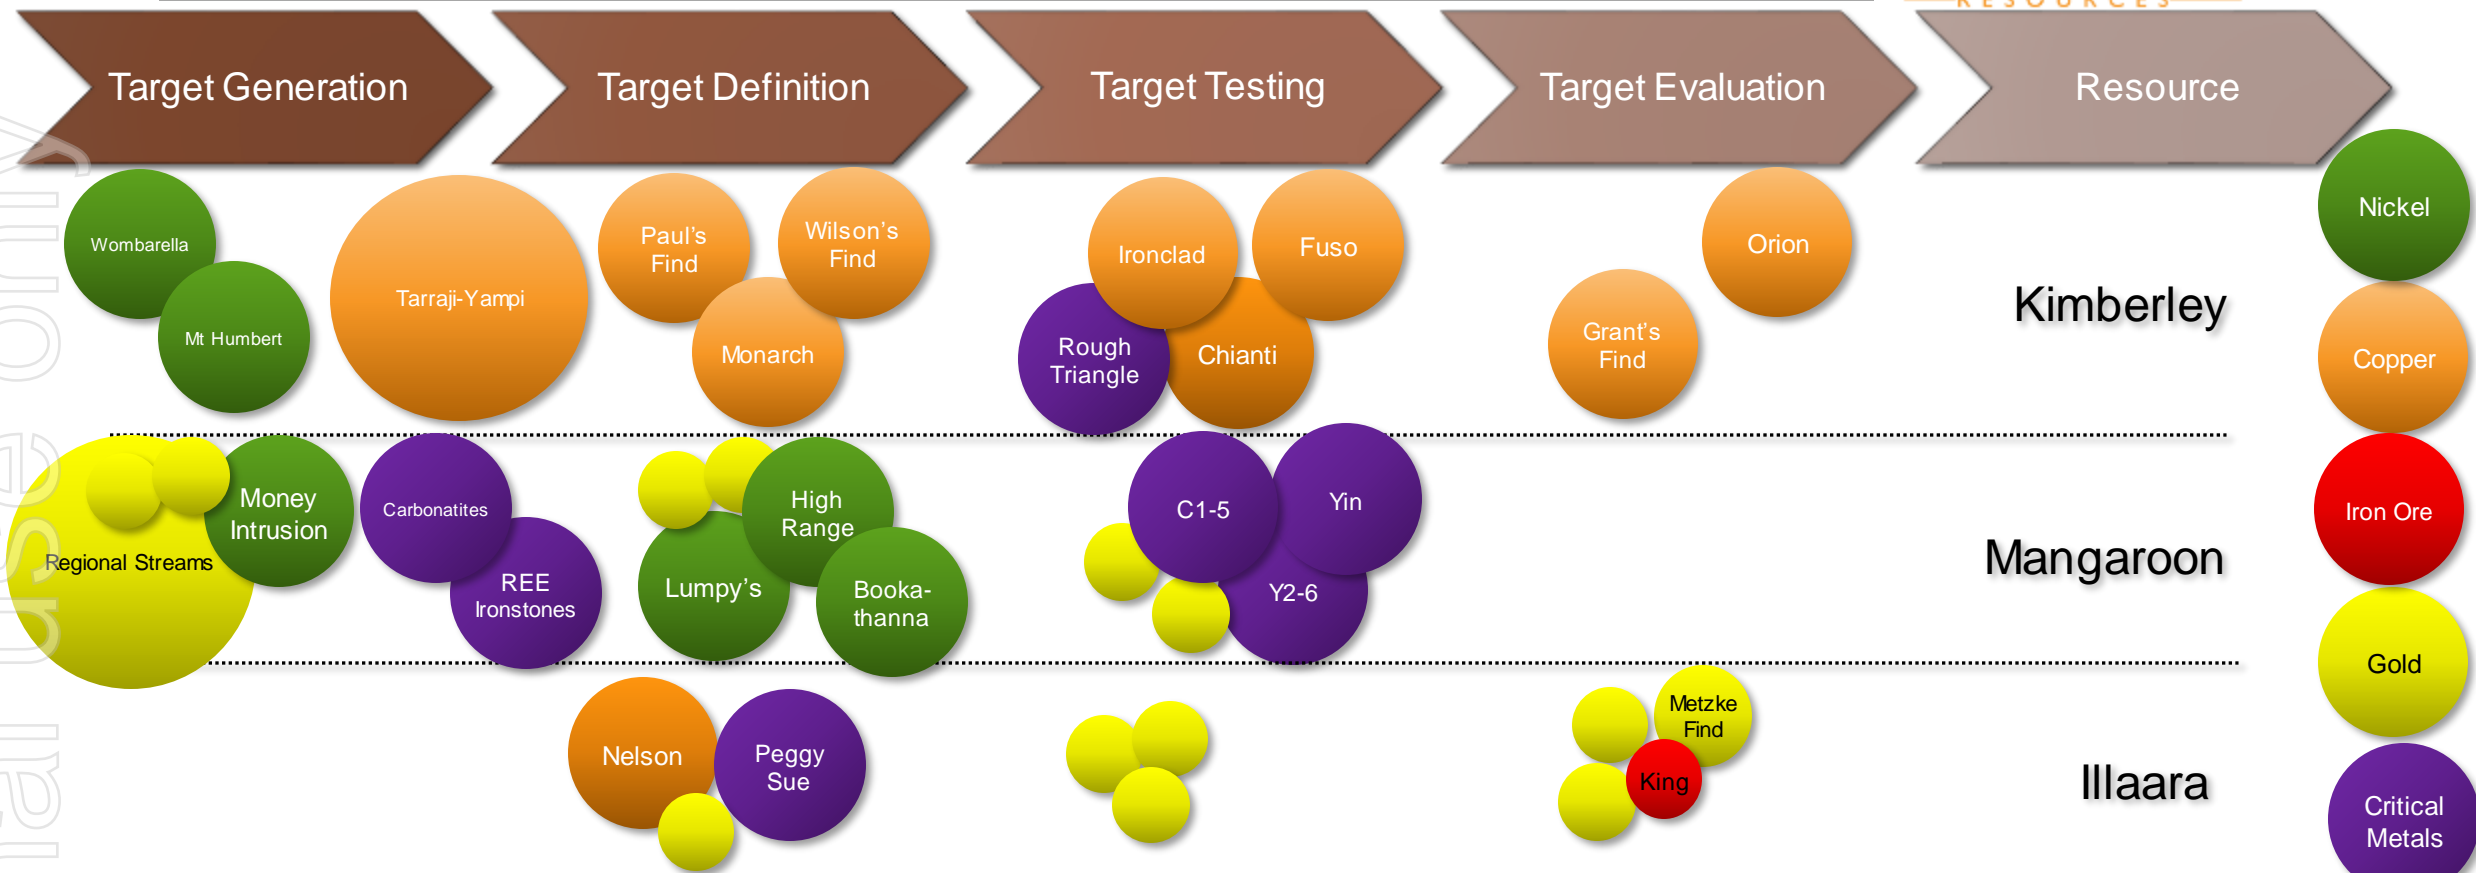 RESOURCES
Target Generation
Target Definition
Target Testing
Target Evaluation
Resource
Wombarella
Mt Humbert
Tarraji-Yampi
Paul's
Find
Wilson's
Find
Monarch
Ironclad
Fuso
Rough
Triangle
Chianti
Orion
Grant's
Find
Kimberley
Nickel
Copper
Regional Streams
Money
Intrusion
Carbonatites
REE
Ironstones
High
Range
Lumpy's
Booka-
thanna
C1-5
Yin
Y2-6
Mangaroon
Iron Ore
Gold
Nelson
Peggy
Sue
Metzke
Find
King
Illaara
Critical
Metals
use only